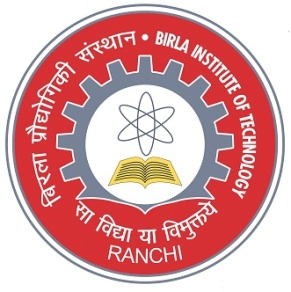 बिरला प्रौद्योगिकी संस्थान • BIRLA INSTITUTE OF TECHNOLOGY
सा विद्या या विमुक्तये
RANCHI